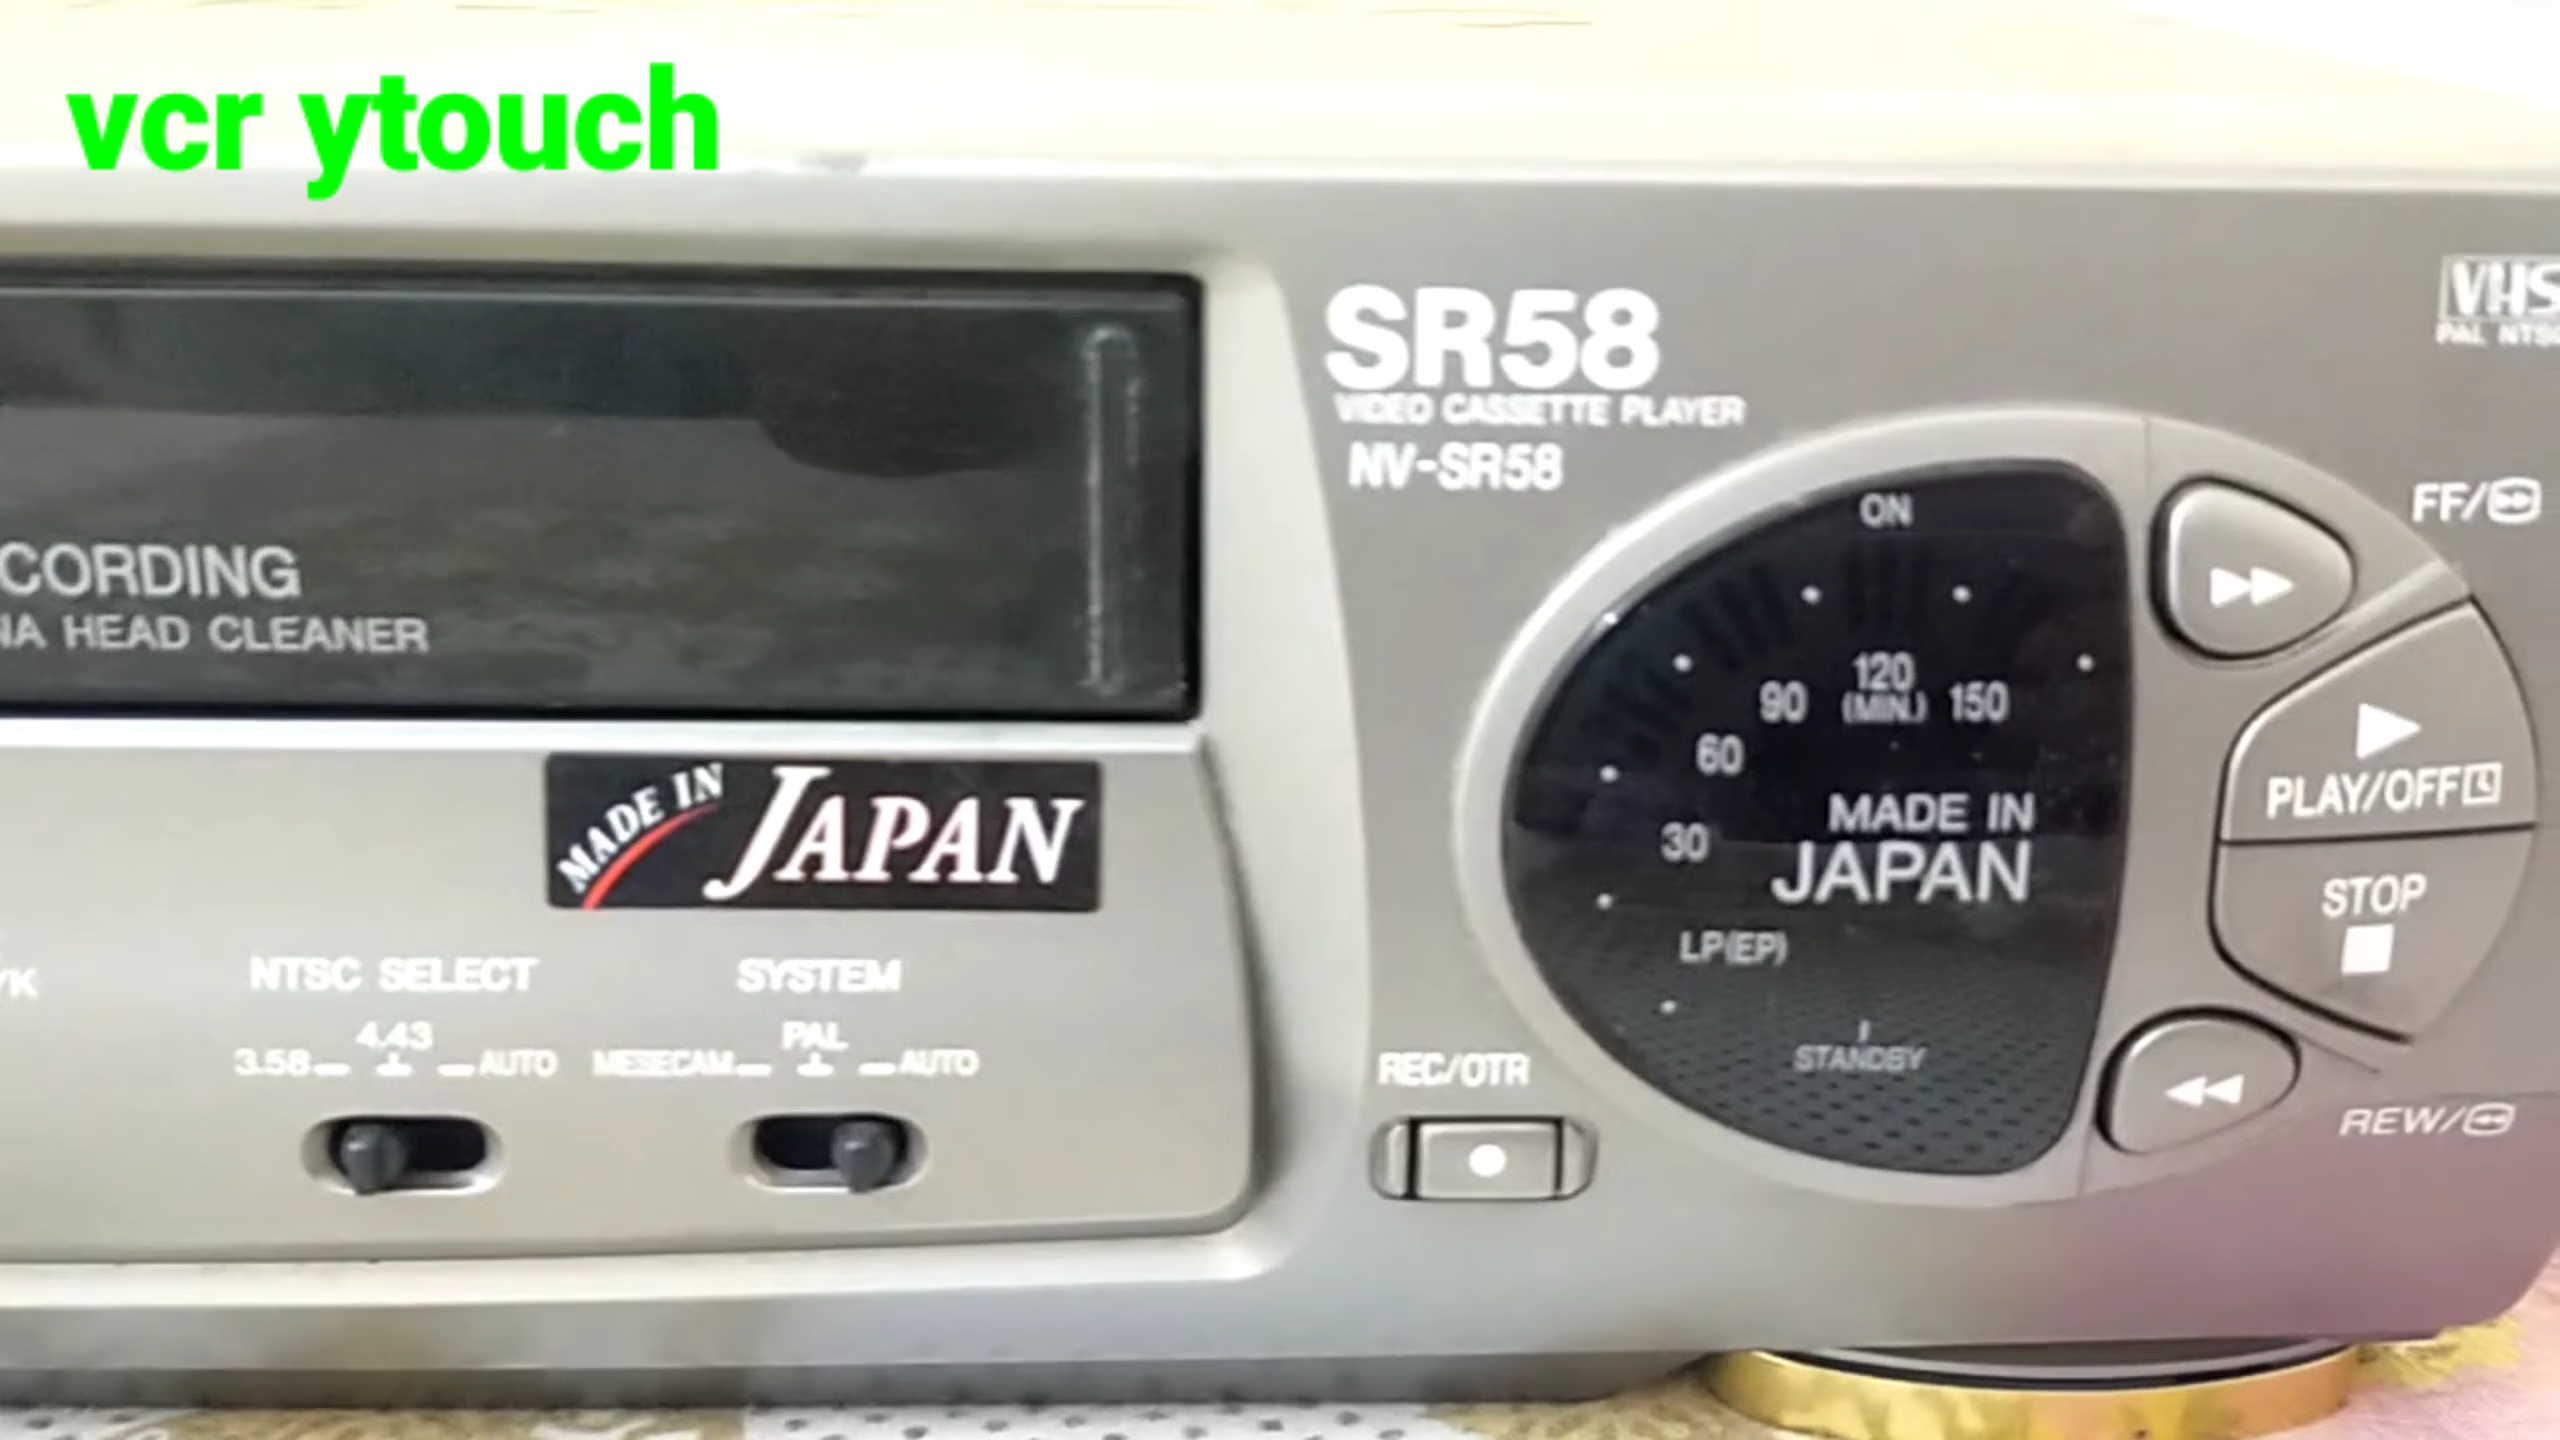 vcr ytouch
SR58
VIDEO CASSETTE PLAYER
NV-SR58
VHS
PAL NTSC
CORDING
HEAD CLEANER
MADE IN JAPAN
NTSC SELECT
3.58 4.43 AUTO
SYSTEM
MESECAM PAL AUTO
ON
30 60 90 120 150
(MIN.)
MADE IN
JAPAN
LP(EP)
STANDBY
REC/OTR
FF/
PLAY/OFF
STOP
REW/